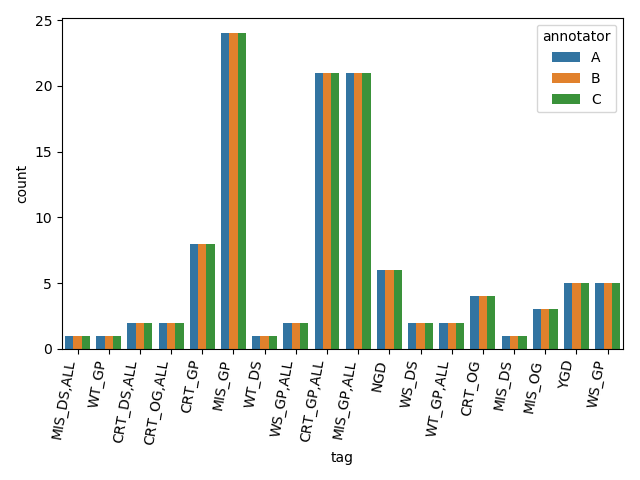 annotator
A
B
C
25
20
15
10
5
0
count
MIS_DS,ALL
WT_GP
CRT_DS,ALL
CRT_OG,ALL
CRT_GP
MIS_GP
WT_DS
WS_GP,ALL
CRT_GP,ALL
MIS_GP,ALL
NGD
WS_DS
WT_GP,ALL
CRT_OG
MIS_DS
MIS_OG
YGD
WS_GP
tag